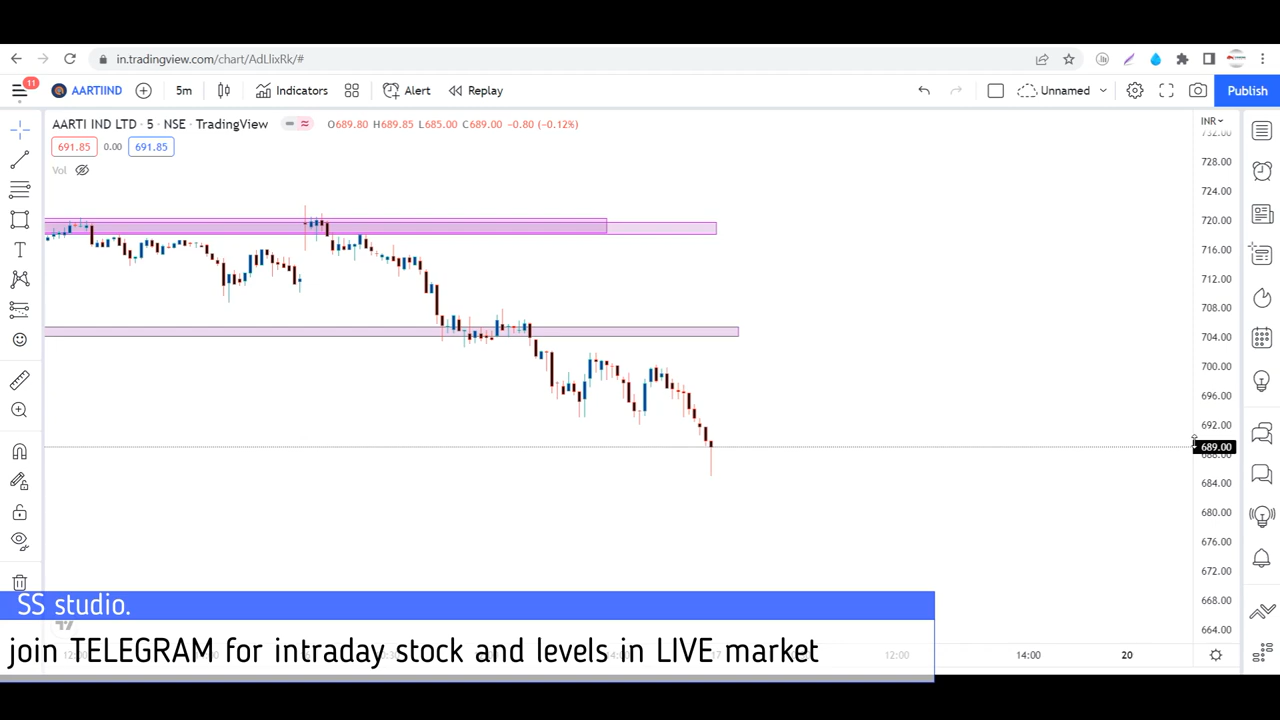 in.tradingview.com/chart/AdLlixRk/#
11
AARTIIND
5m
Indicators
Alert
Replay
Unnamed
Publish
AARTI IND LTD · 5 · NSE · TradingView
O689.80 H689.85 L685.00 C689.00 -0.80 (-0.12%)
INR
732.00
691.85
0.00
691.85
728.00
Vol
724.00
720.00
716.00
712.00
708.00
704.00
700.00
696.00
692.00
689.00
688.00
684.00
680.00
676.00
672.00
668.00
664.00
SS studio.
join TELEGRAM for intraday stock and levels in LIVE market
12:00
14:00
20